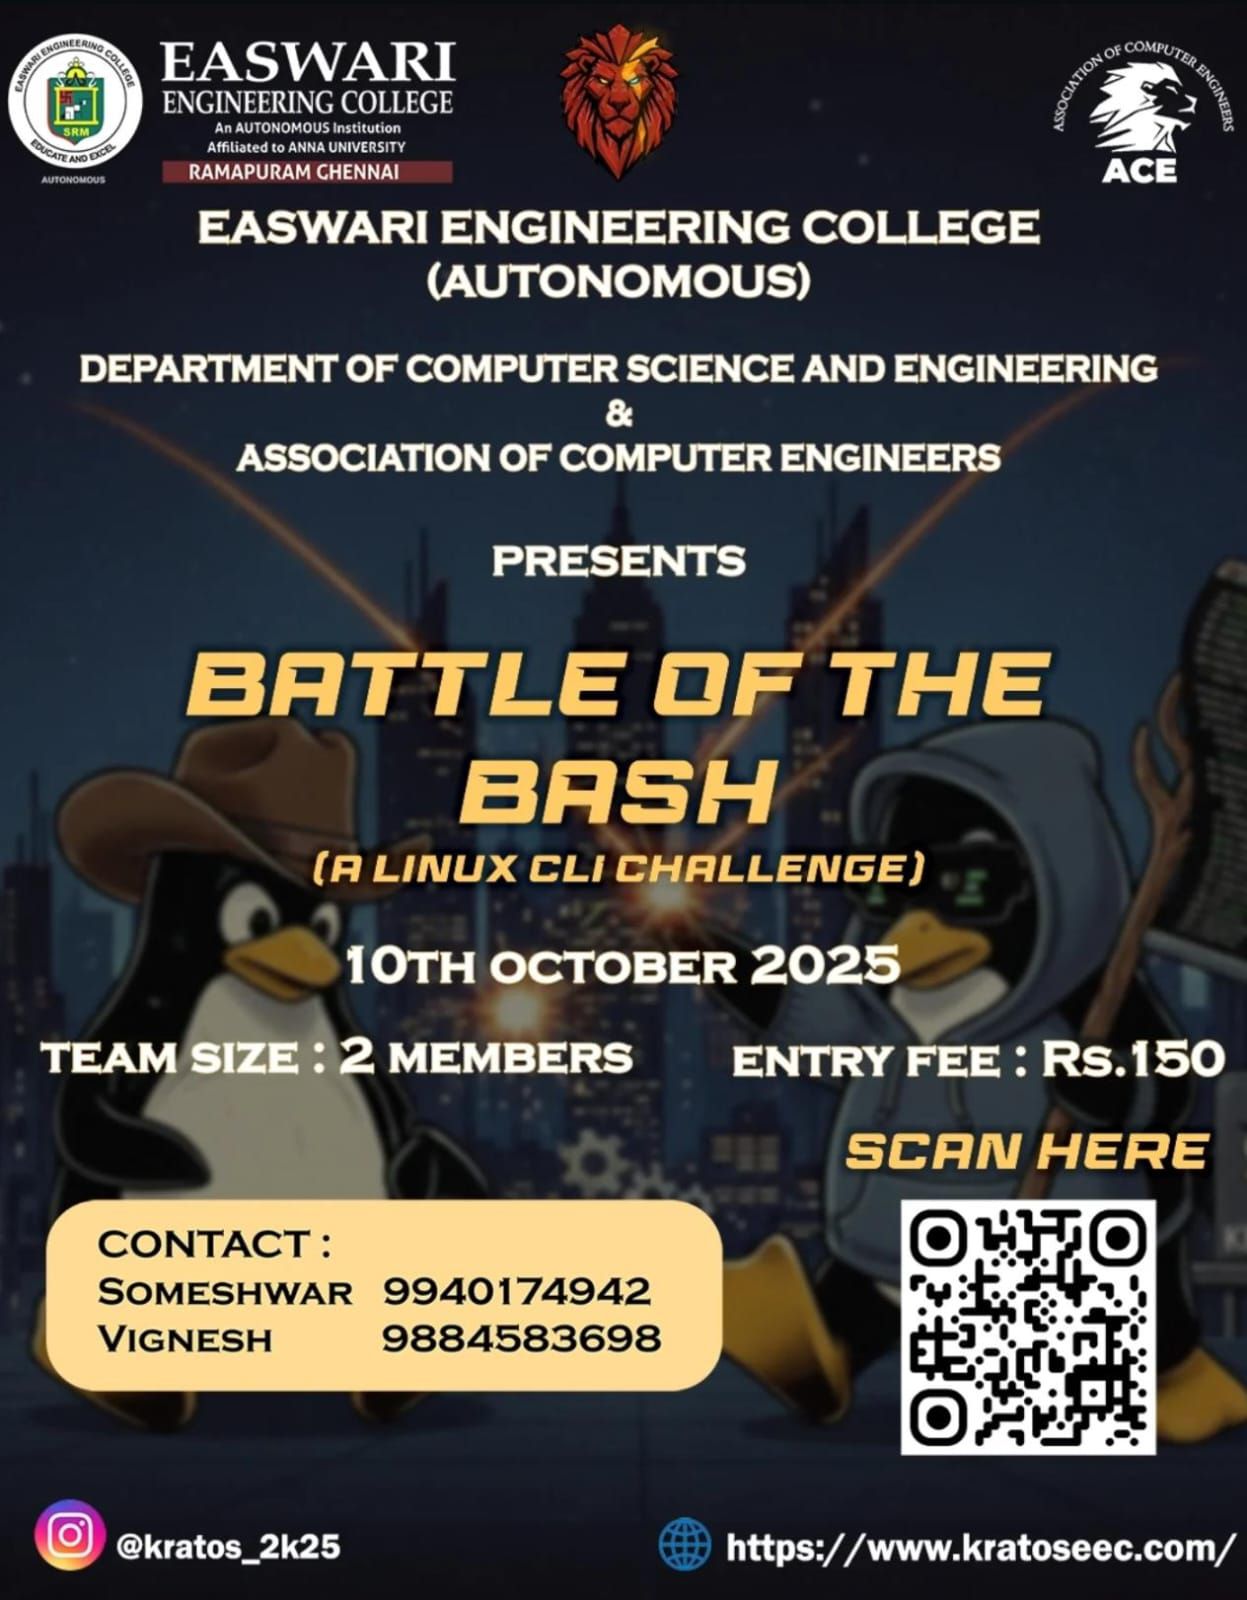 EASWARI ENGINEERING COLLEGE
SRM
EDUCATE AND EXCEL
AUTONOMOUS
EASWARI
ENGINEERING COLLEGE
An AUTONOMOUS Institution
Affiliated to ANNA UNIVERSITY
RAMAPURAM CHENNAI
ASSOCIATION OF COMPUTER ENGINEERS
ACE
EASWARI ENGINEERING COLLEGE
(AUTONOMOUS)
DEPARTMENT OF COMPUTER SCIENCE AND ENGINEERING
&
ASSOCIATION OF COMPUTER ENGINEERS
PRESENTS
BATTLE OF THE
BASH
(A LINUX CLI CHALLENGE)
10TH OCTOBER 2025
TEAM SIZE : 2 MEMBERS
ENTRY FEE : RS.150
SCAN HERE
CONTACT :
SOMESHWAR 9940174942
VIGNESH 9884583698
@kratos_2k25
https://www.kratoseec.com/